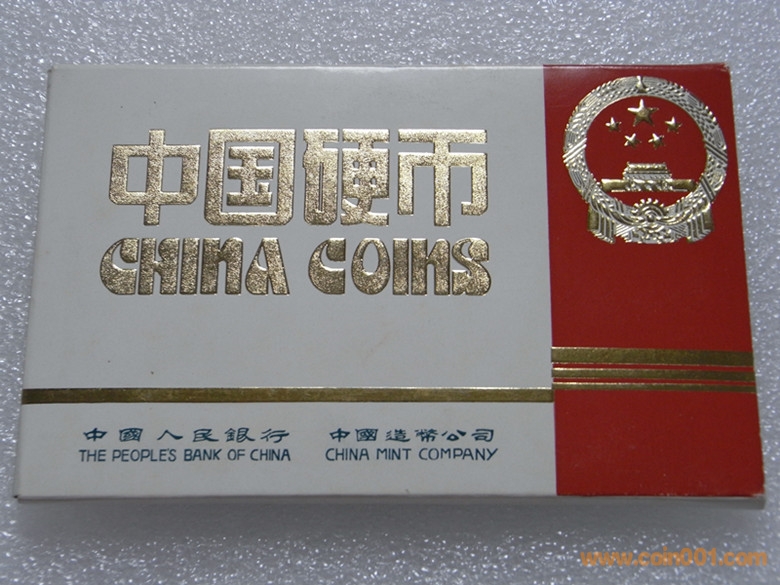 中国硬币
CHINA COINS
中國人民銀行 中國造幣公司
THE PEOPLE'S BANK OF CHINA CHINA MINT COMPANY
www.coin001.com